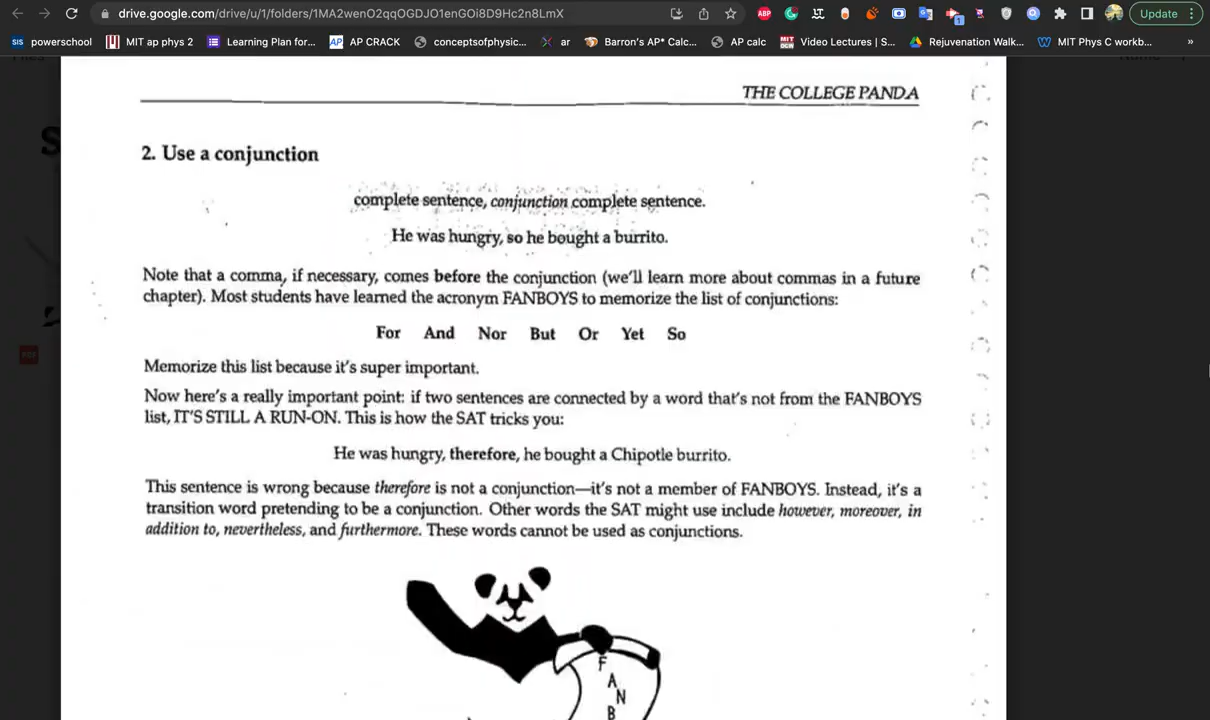 drive.google.com/drive/u/1/folders/1MA2wenO2qqOGDJO1enGOi8D9Hc2n8LmX
Update
powerschool
MIT ap phys 2
Learning Plan for...
AP CRACK
conceptsofphysic...
ar
Barron's AP* Calc...
AP calc
Video Lectures | S...
Rejuvenation Walk...
MIT Phys C workb...
»
THE COLLEGE PANDA
2. Use a conjunction
complete sentence, conjunction complete sentence.
He was hungry, so he bought a burrito.
Note that a comma, if necessary, comes before the conjunction (we'll learn more about commas in a future
chapter). Most students have learned the acronym FANBOYS to memorize the list of conjunctions:
For And Nor But Or Yet So
Memorize this list because it's super important.
Now here's a really important point: if two sentences are connected by a word that's not from the FANBOYS
list, IT'S STILL A RUN-ON. This is how the SAT tricks you:
He was hungry, therefore, he bought a Chipotle burrito.
This sentence is wrong because therefore is not a conjunction—it's not a member of FANBOYS. Instead, it's a
transition word pretending to be a conjunction. Other words the SAT might use include however, moreover, in
addition to, nevertheless, and furthermore. These words cannot be used as conjunctions.
F
A
N
B